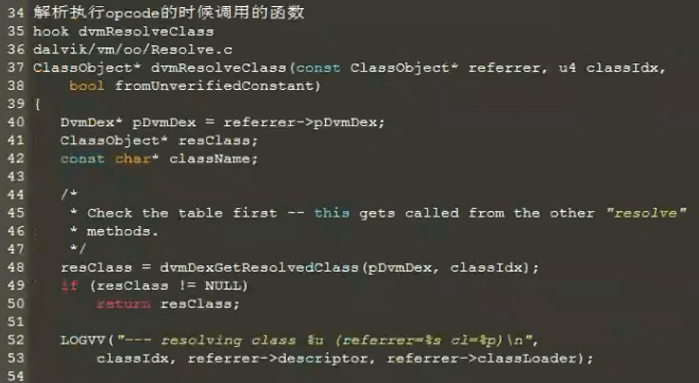 34 解析执行opcode的时候调用的函数
35 hook dvmResolveClass
36 dalvik/vm/oo/Resolve.c
37 ClassObject* dvmResolveClass(const ClassObject* referrer, u4 classIdx,
38     bool fromUnverifiedConstant)
39 {
40     DvmDex* pDvmDex = referrer->pDvmDex;
41     ClassObject* resClass;
42     const char* className;
43
44     /*
45      * Check the table first -- this gets called from the other "resolve"
46      * methods.
47      */
48     resClass = dvmDexGetResolvedClass(pDvmDex, classIdx);
49     if (resClass != NULL)
50         return resClass;
51
52     LOGVV("--- resolving class %u (referrer=%s cl=%p)\n",
53         classIdx, referrer->descriptor, referrer->classLoader);
54